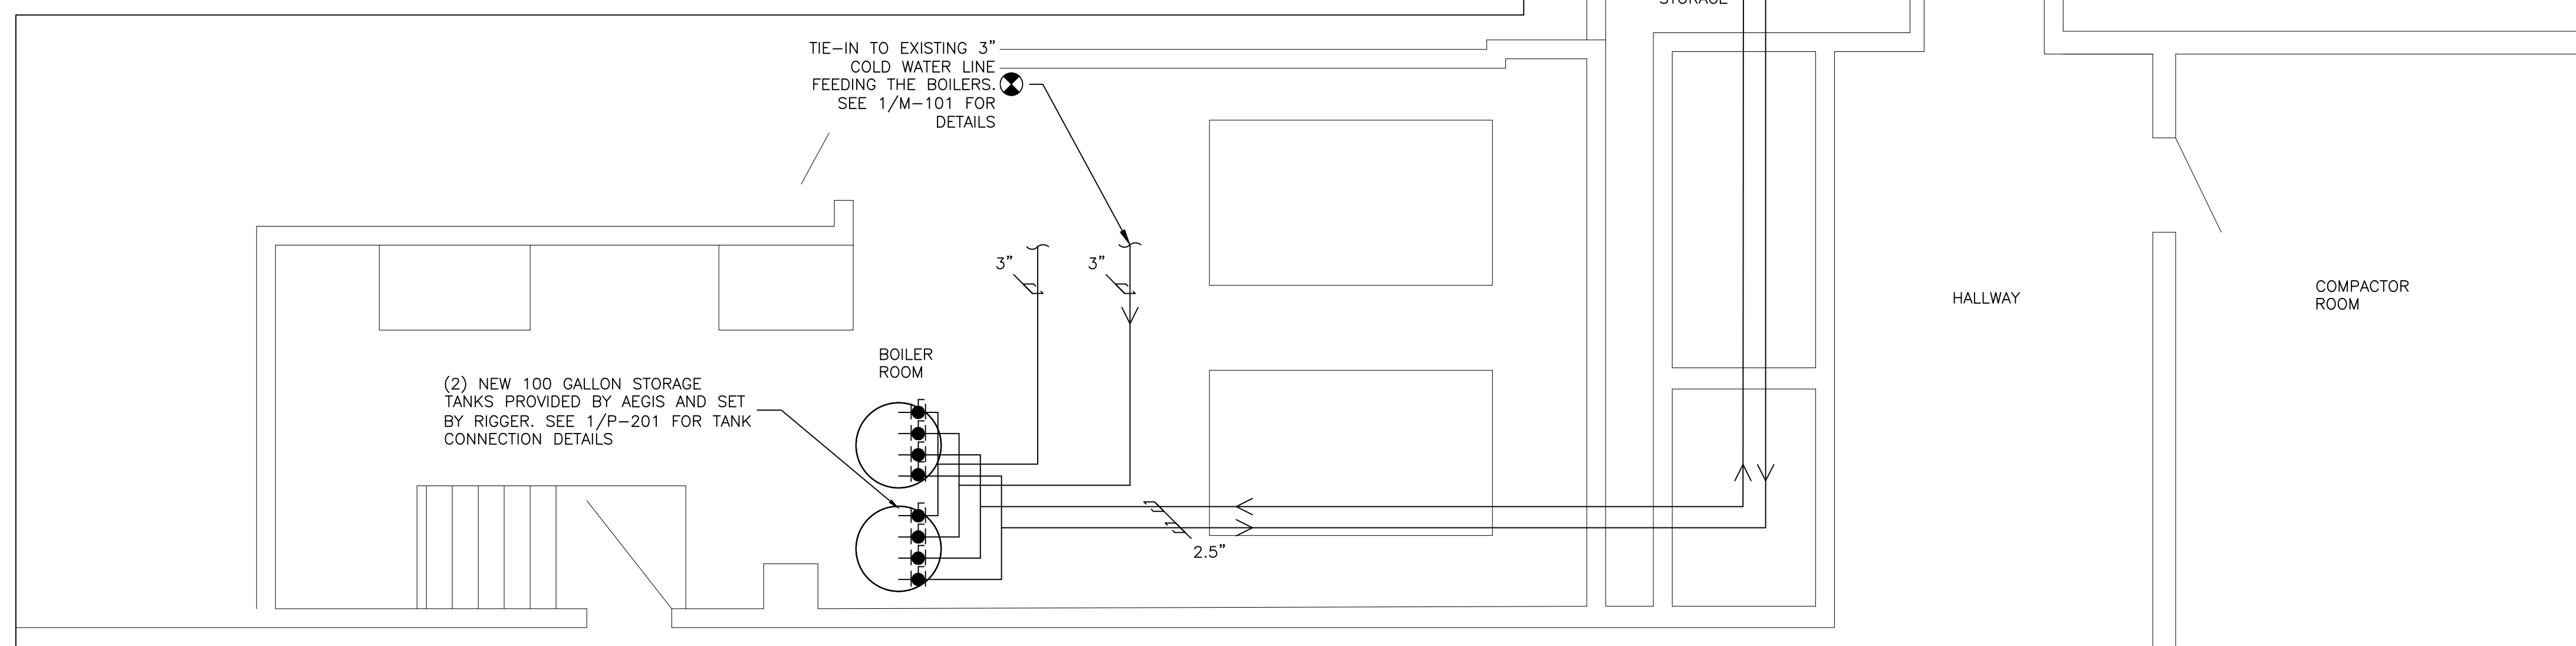 STORAGE
TIE-IN TO EXISTING 3"
COLD WATER LINE
FEEDING THE BOILERS.
SEE 1/M-101 FOR
DETAILS
3"
3"
HALLWAY
COMPACTOR
ROOM
BOILER
ROOM
(2) NEW 100 GALLON STORAGE
TANKS PROVIDED BY AEGIS AND SET
BY RIGGER. SEE 1/P-201 FOR TANK
CONNECTION DETAILS
2.5"